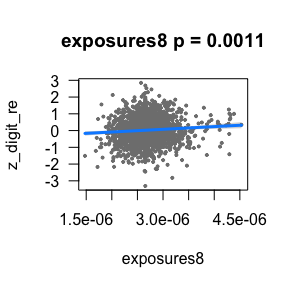 exposures8 p = 0.0011
z_digit_re
3
2
1
0
-1
-2
-3
1.5e-06 3.0e-06 4.5e-06
exposures8